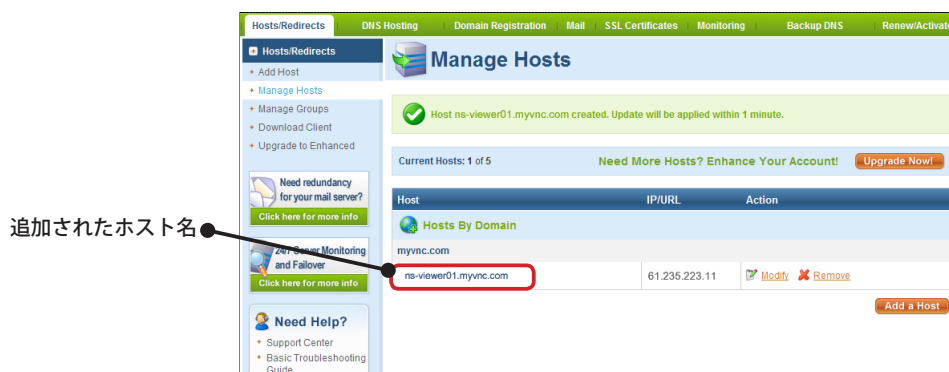 Hosts/Redirects DNS Hosting Domain Registration Mail SSL Certificates Monitoring Backup DNS Renew/Activate
Hosts/Redirects
Add Host
Manage Hosts
Manage Groups
Download Client
Upgrade to Enhanced
Need redundancy
for your mail server?
Click here for more info
24/7 Server Monitoring
and Failover
Click here for more info
Need Help?
Support Center
Basic Troubleshooting
Guide
Manage Hosts
Host ns-viewer01.myvnc.com created. Update will be applied within 1 minute.
Current Hosts: 1 of 5 Need More Hosts? Enhance Your Account! Upgrade Now!
Host IP/URL Action
Hosts By Domain
myvnc.com
ns-viewer01.myvnc.com 61.235.223.11 Modify Remove
Add a Host
追加されたホスト名